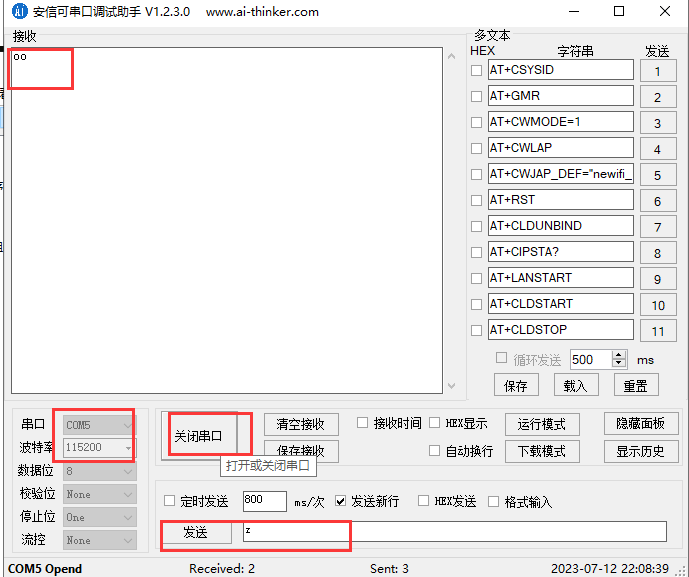 安信可串口调试助手 V1.2.3.0 www.ai-thinker.com
接收
oo
多文本
HEX 字符串 发送
AT+CSYSID 1
AT+GMR 2
AT+CWMODE=1 3
AT+CWLAP 4
AT+CWJAP_DEF="newifi_ 5
AT+RST 6
AT+CLDUNBIND 7
AT+CIPSTA? 8
AT+LANSTART 9
AT+CLDSTART 10
AT+CLDSTOP 11
循环发送 500 ms
保存 载入 重置
串口 COM5
波特率 115200
数据位 8
校验位 None
停止位 One
流控 None
关闭串口
打开或关闭串口
清空接收
保存接收
接收时间 HEX显示
自动换行
运行模式
下载模式
隐藏面板
显示历史
定时发送 800 ms/次 发送新行 HEX发送 格式输入
发送 z
COM5 Opend Received: 2 Sent: 3 2023-07-12 22:08:39